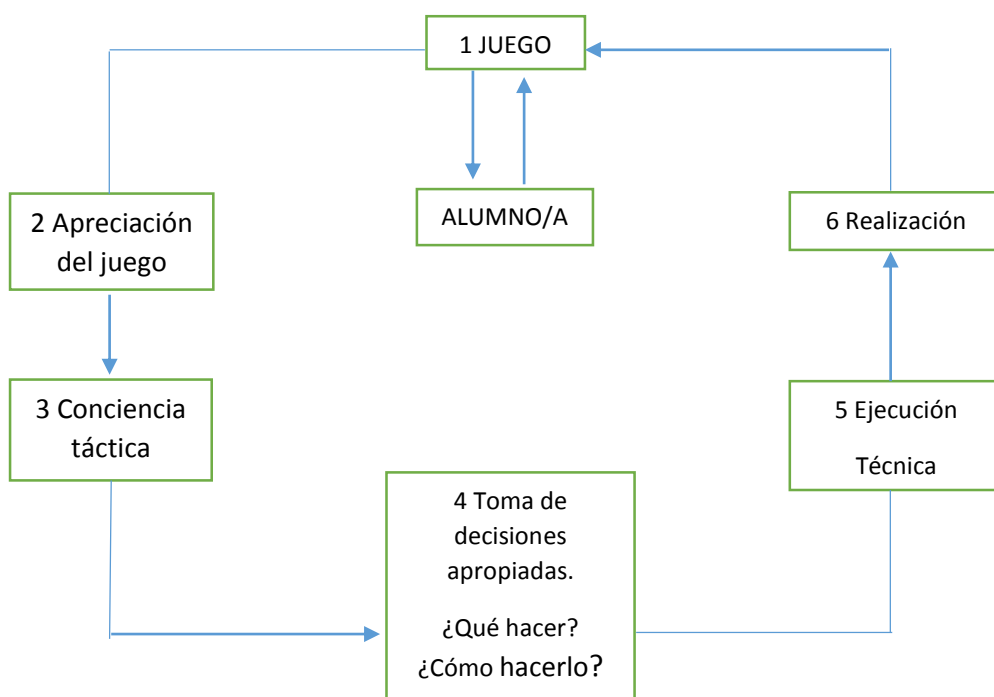 1 JUEGO
ALUMNO/A
2 Apreciación
del juego
3 Conciencia
táctica
4 Toma de
decisiones
apropiadas.
¿Qué hacer?
¿Cómo hacerlo?
5 Ejecución
Técnica
6 Realización